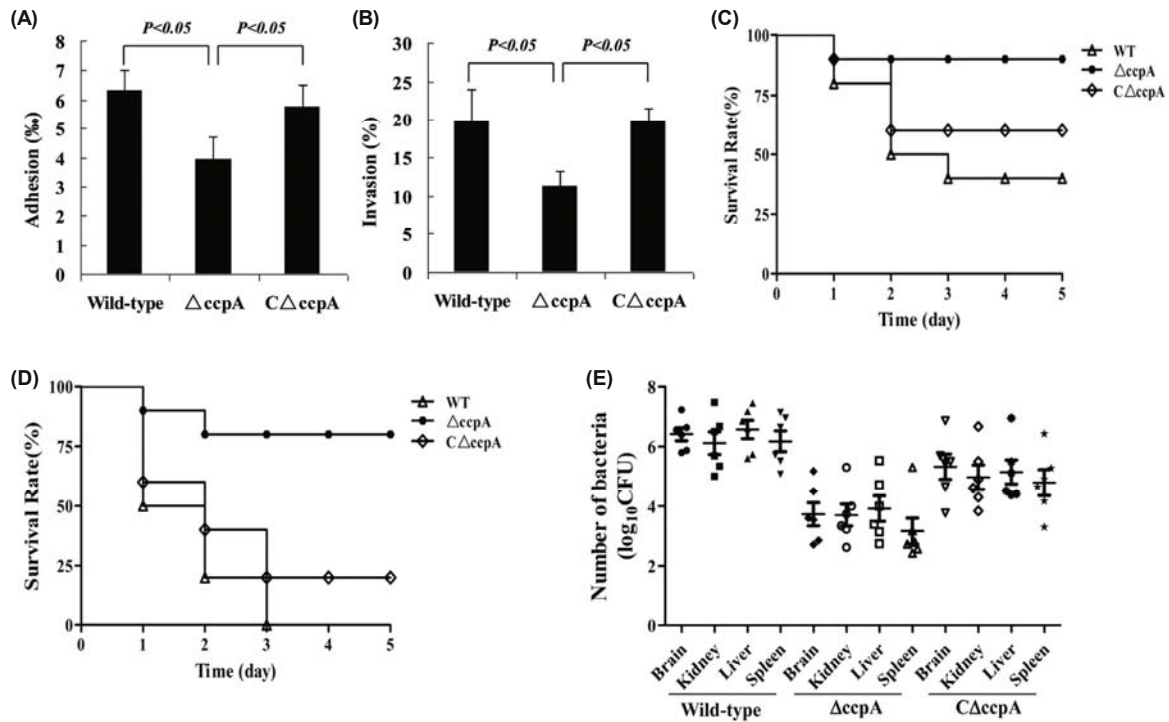 (A)
P<0.05 P<0.05
8
7
6
5
4
3
2
1
0
Adhesion (‰)
Wild-type △ccpA C△ccpA
(B)
P<0.05 P<0.05
30
25
20
15
10
5
0
Invasion (%)
Wild-type △ccpA C△ccpA
(C)
100
75
50
25
0
Survival Rate(%)
0 1 2 3 4 5
Time (day)
WT
△ccpA
C△ccpA
(D)
100
75
50
25
0
Survival Rate(%)
0 1 2 3 4 5
Time (day)
WT
△ccpA
C△ccpA
(E)
8
6
4
2
0
Number of bacteria
(log₁₀CFU)
Brain Kidney Liver Spleen Brain Kidney Liver Spleen Brain Kidney Liver Spleen
Wild-type ΔccpA CΔccpA